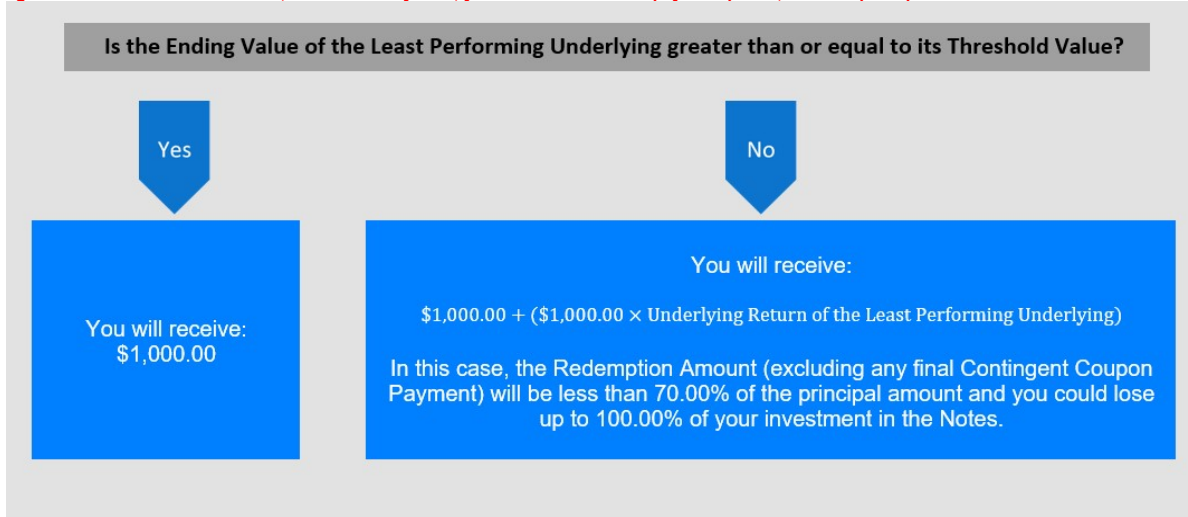 Is the Ending Value of the Least Performing Underlying greater than or equal to its Threshold Value?
Yes
No
You will receive:
$1,000.00
You will receive:
$1,000.00 + ($1,000.00 × Underlying Return of the Least Performing Underlying)
In this case, the Redemption Amount (excluding any final Contingent Coupon
Payment) will be less than 70.00% of the principal amount and you could lose
up to 100.00% of your investment in the Notes.